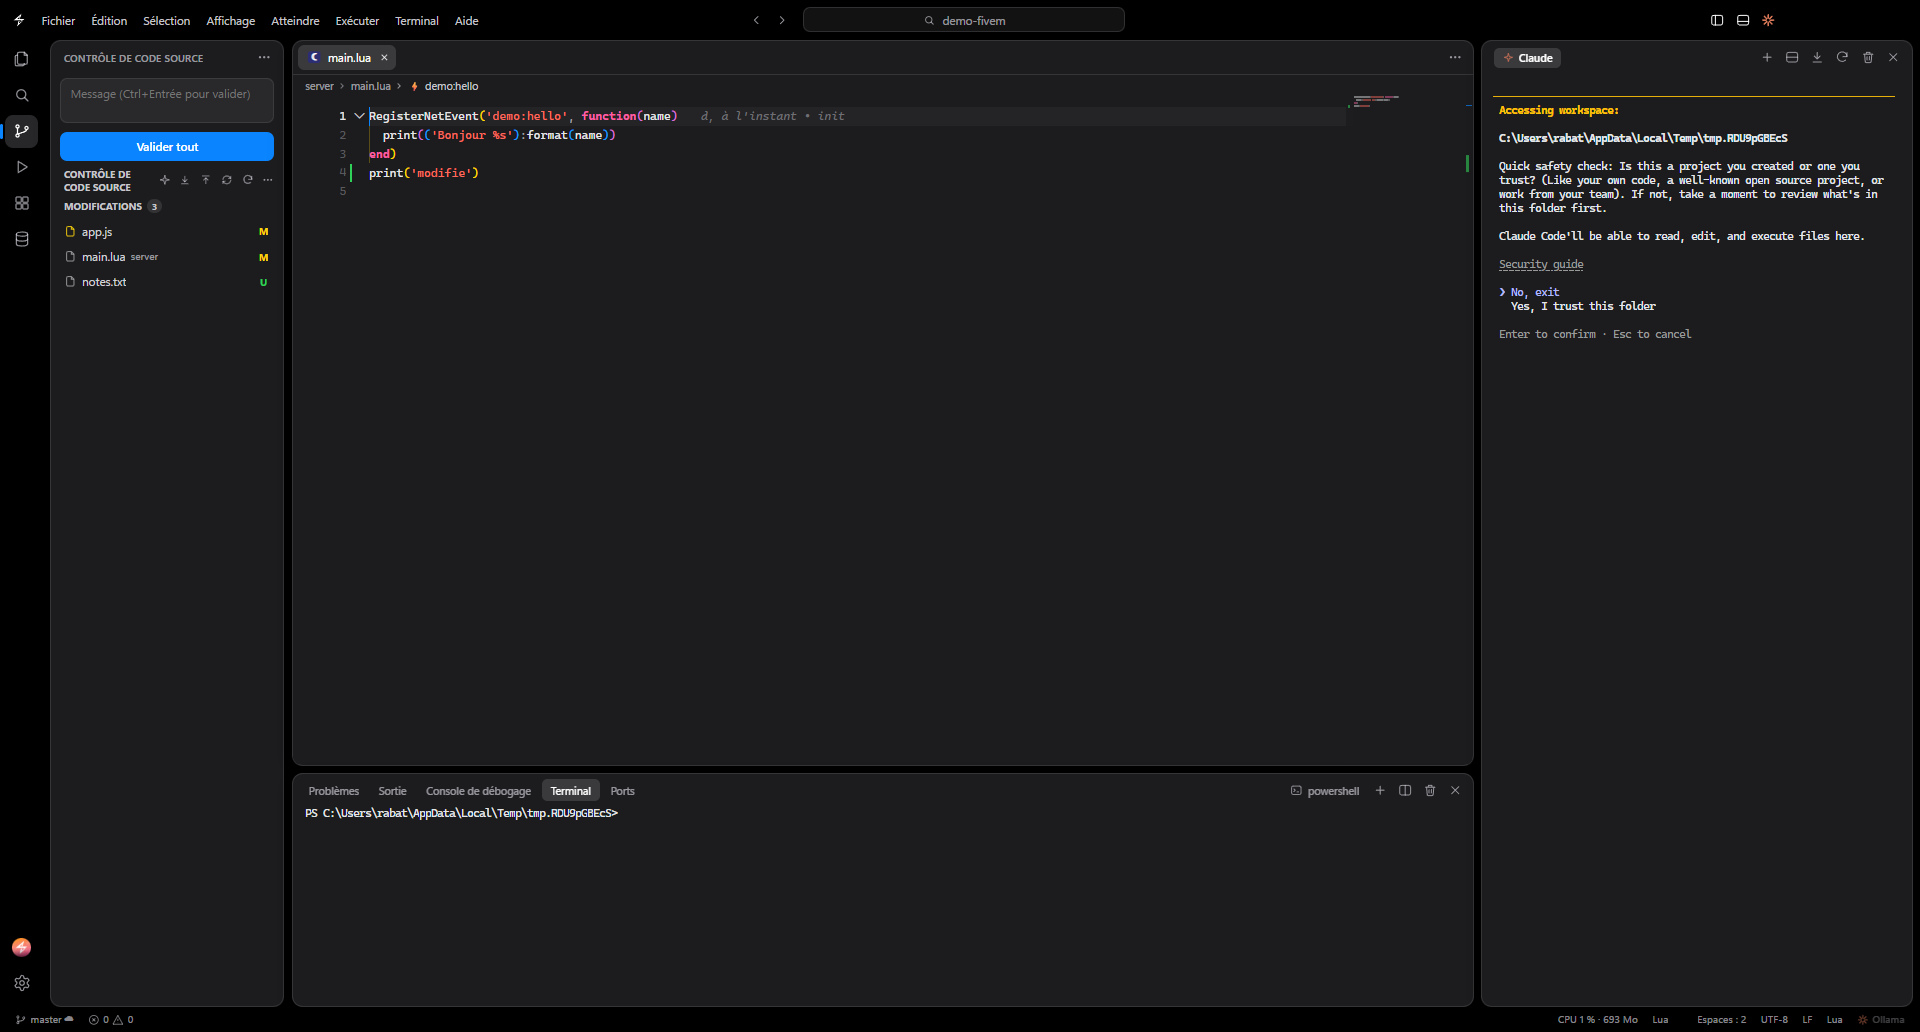 Fichier Édition Sélection Affichage Atteindre Exécuter Terminal Aide
demo-fivem
CONTRÔLE DE CODE SOURCE
Message (Ctrl+Entrée pour valider)
Valider tout
CONTRÔLE DE
CODE SOURCE
MODIFICATIONS 3
app.js M
main.lua server M
notes.txt U
main.lua
server > main.lua > demo:hello
1 RegisterNetEvent('demo:hello', function(name) d, à l'instant • init
2 print(('Bonjour %s'):format(name))
3 end)
4 print('modifie')
5
Problèmes Sortie Console de débogage Terminal Ports
powershell
PS C:\Users\rabat\AppData\Local\Temp\tmp.RDU9pGBEcS>
Claude
Accessing workspace:
C:\Users\rabat\AppData\Local\Temp\tmp.RDU9pGBEcS
Quick safety check: Is this a project you created or one you
trust? (Like your own code, a well-known open source project, or
work from your team). If not, take a moment to review what's in
this folder first.
Claude Code'll be able to read, edit, and execute files here.
Security guide
❯ No, exit
Yes, I trust this folder
Enter to confirm · Esc to cancel
master 0 0
CPU 1 % · 693 Mo Lua Espaces : 2 UTF-8 LF Lua Ollama